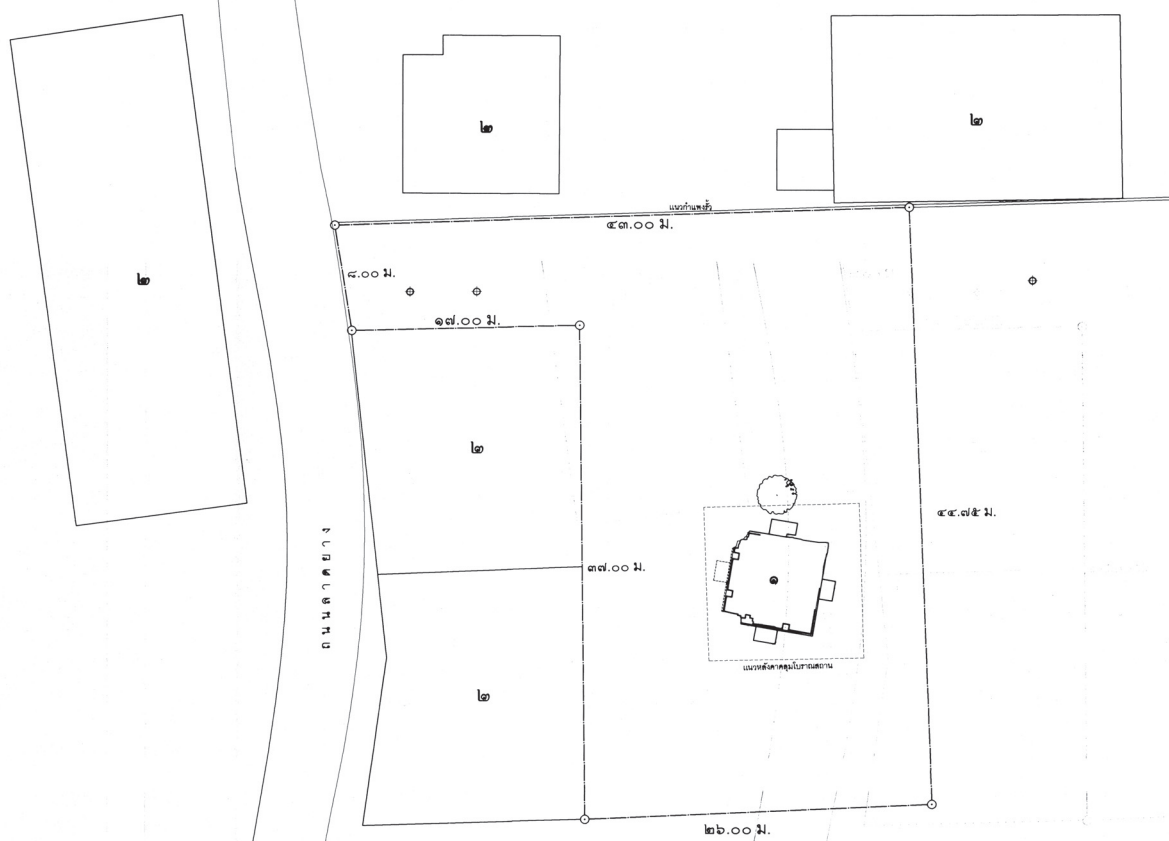 ๒
๒
แนวกำแพงรั้ว
๔๓.๐๐ ม.
๘.๐๐ ม.
๒
๑๗.๐๐ ม.
๒
๔๔.๗๕ ม.
ถนนลาดยาง
๓๗.๐๐ ม.
๑
แนวหลังคาคลุมโบราณสถาน
๒
๒๖.๐๐ ม.